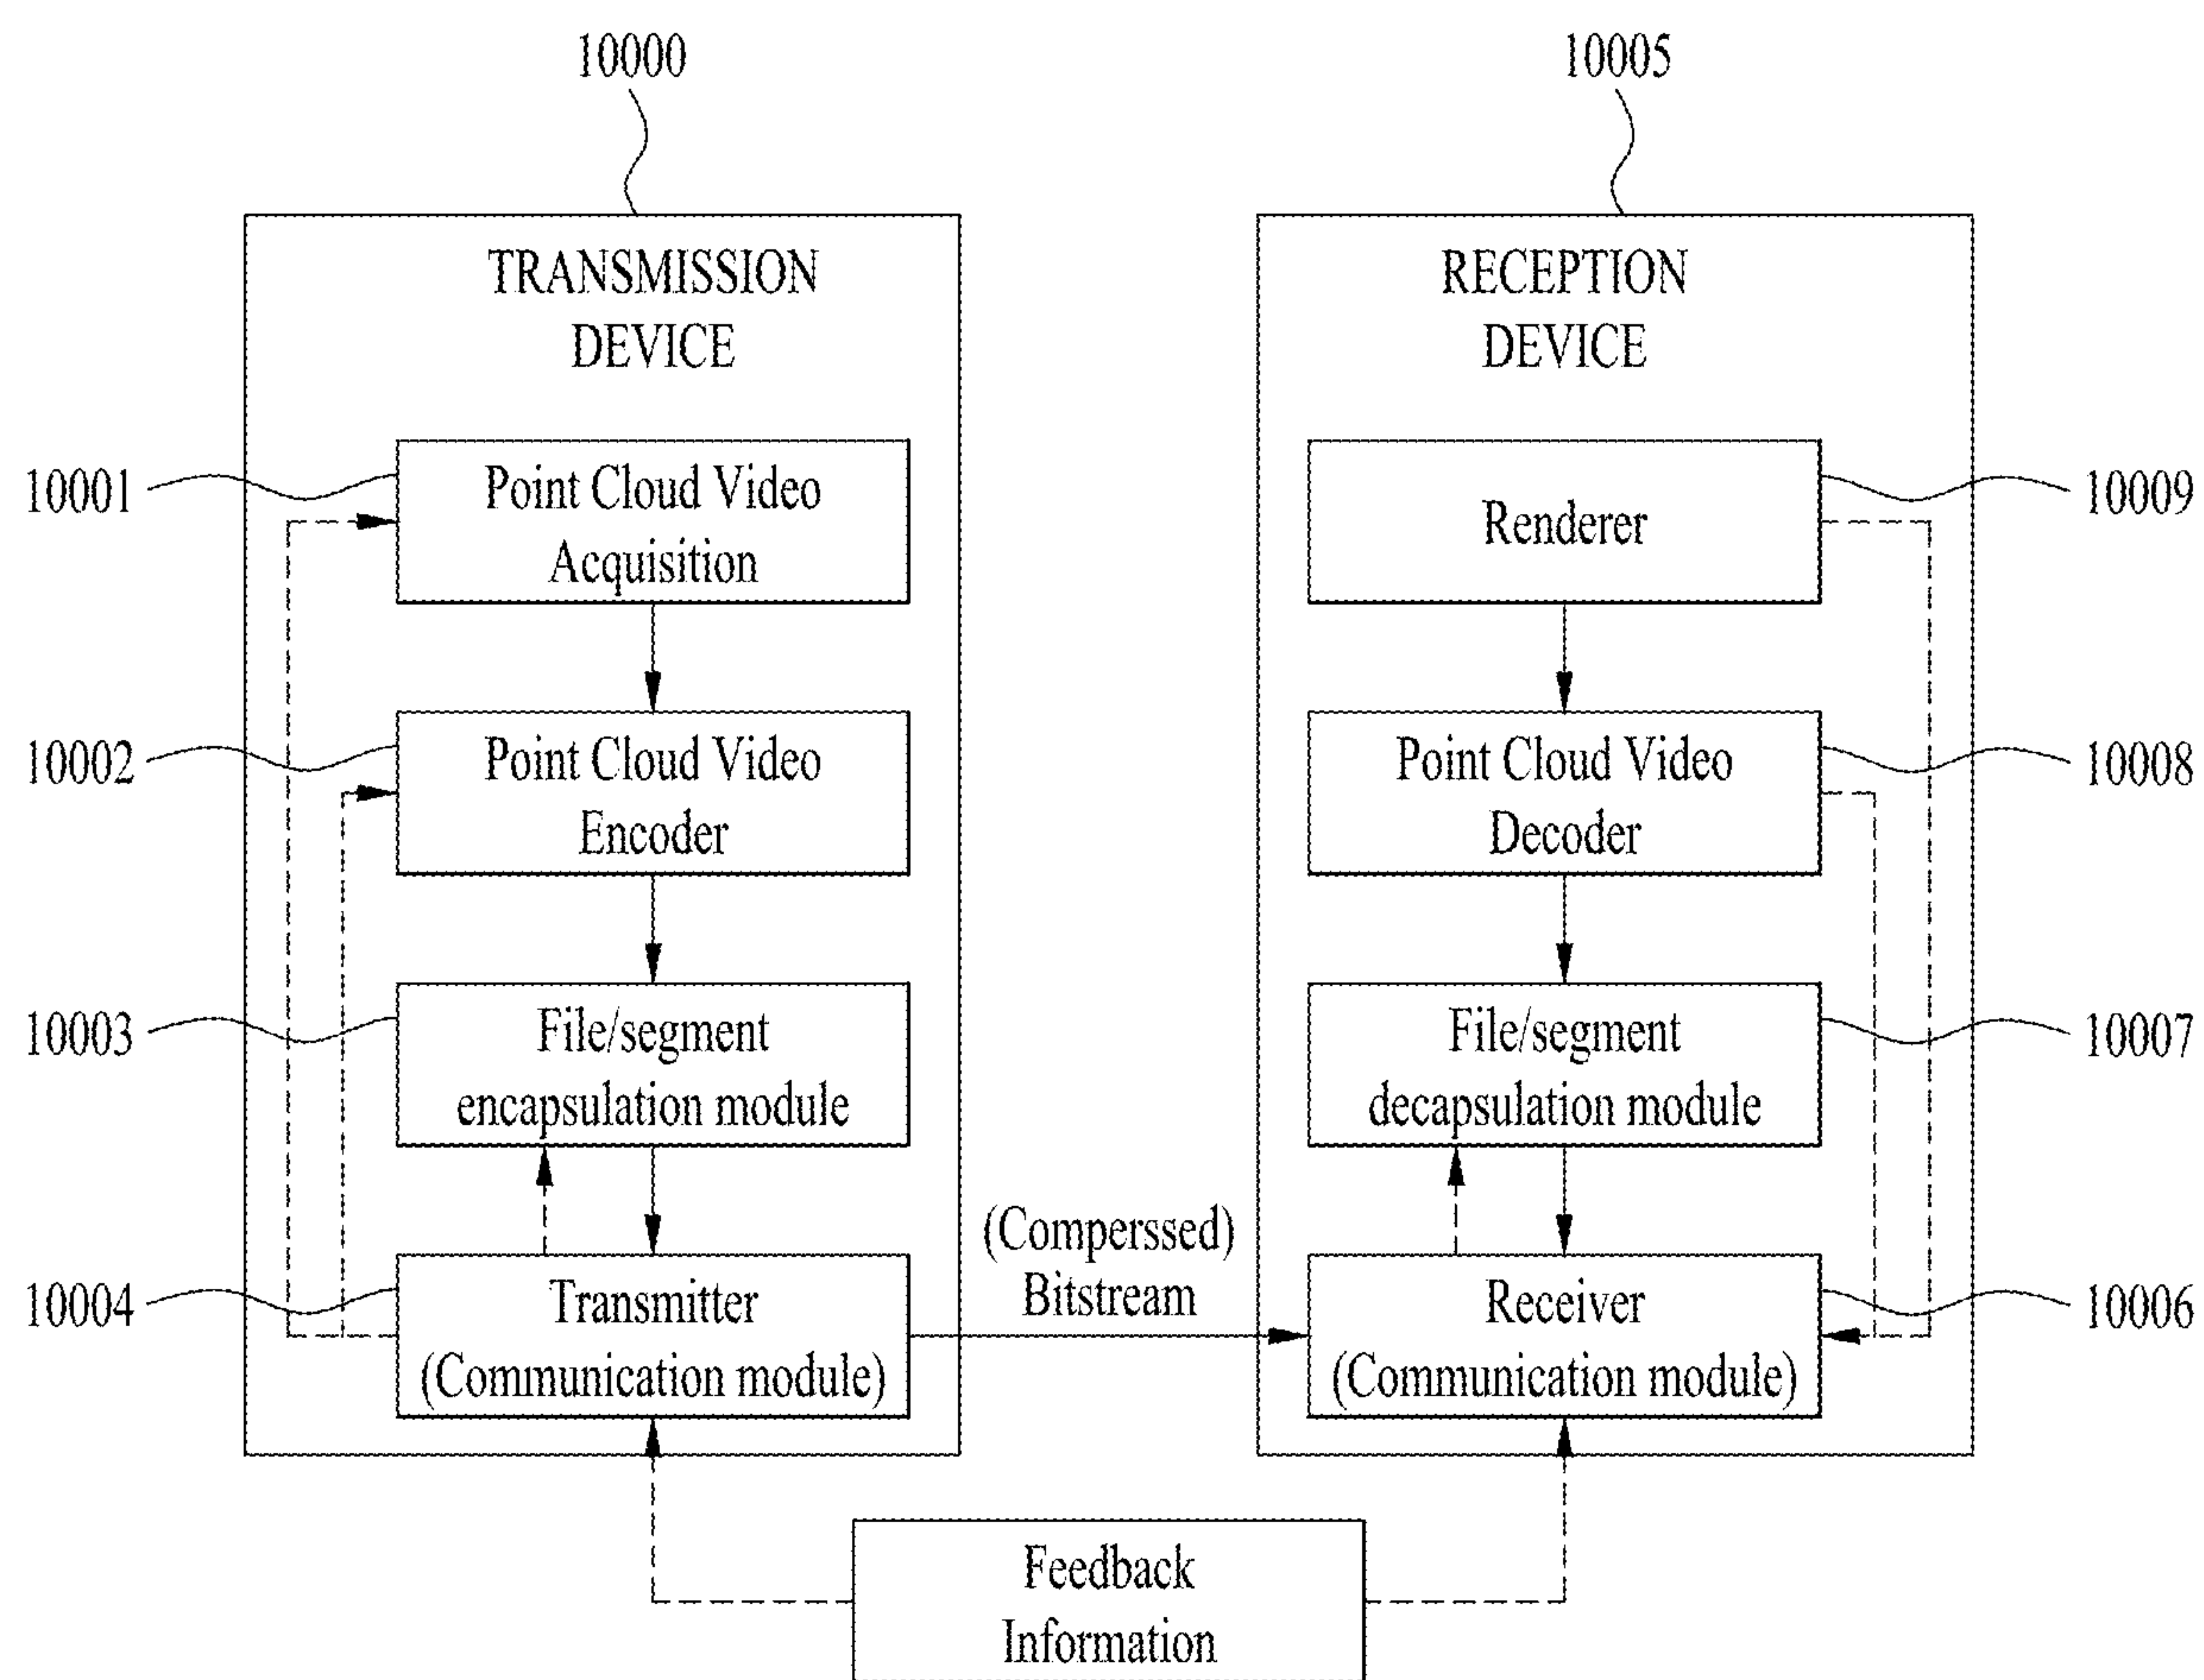 10000
10005
TRANSMISSION
DEVICE
RECEPTION
DEVICE
10001
Point Cloud Video
Acquisition
Renderer
10009
10002
Point Cloud Video
Encoder
Point Cloud Video
Decoder
10008
10003
File/segment
encapsulation module
File/segment
decapsulation module
10007
(Comperssed)
Bitstream
10004
Transmitter
(Communication module)
Receiver
(Communication module)
10006
Feedback
Information